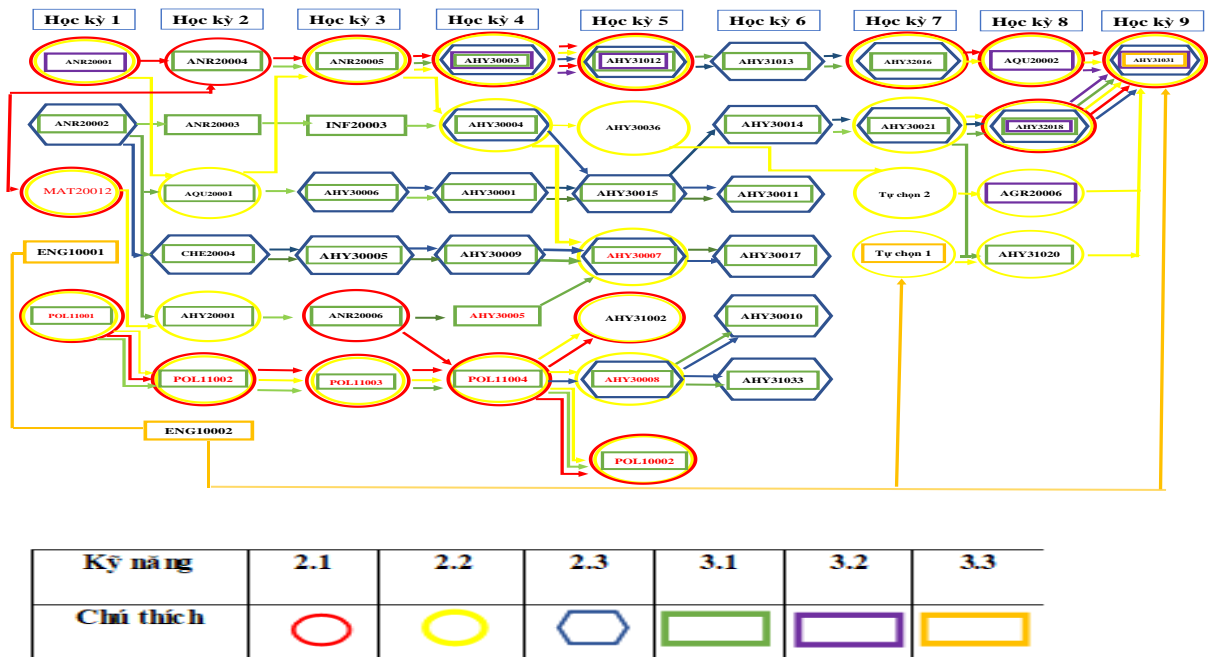 Học kỳ 1 Học kỳ 2 Học kỳ 3 Học kỳ 4 Học kỳ 5 Học kỳ 6 Học kỳ 7 Học kỳ 8 Học kỳ 9
ANR20001 ANR20004 ANR20005 AHY30003 AHY31012 AHY31013 AHY32016 AQU20002 AHY31031
ANR20002 ANR20003 INF20003 AHY30004 AHY30036 AHY30014 AHY30021 AHY32018
MAT20012 AQU20001 AHY30006 AHY30001 AHY30015 AHY30011 Tự chọn 2 AGR20006
ENG10001 CHE20004 AHY30005 AHY30009 AHY30007 AHY30017 Tự chọn 1 AHY31020
POL11001 AHY20001 ANR20006 AHY30005 AHY31002 AHY30010
POL11002 POL11003 POL11004 AHY30008 AHY31033
ENG10002
POL10002
Kỹ năng 2.1 2.2 2.3 3.1 3.2 3.3
Chú thích